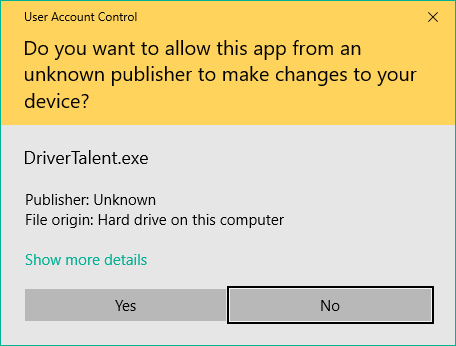 User Account Control
Do you want to allow this app from an
unknown publisher to make changes to your
device?
DriverTalent.exe
Publisher: Unknown
File origin: Hard drive on this computer
Show more details
Yes
No